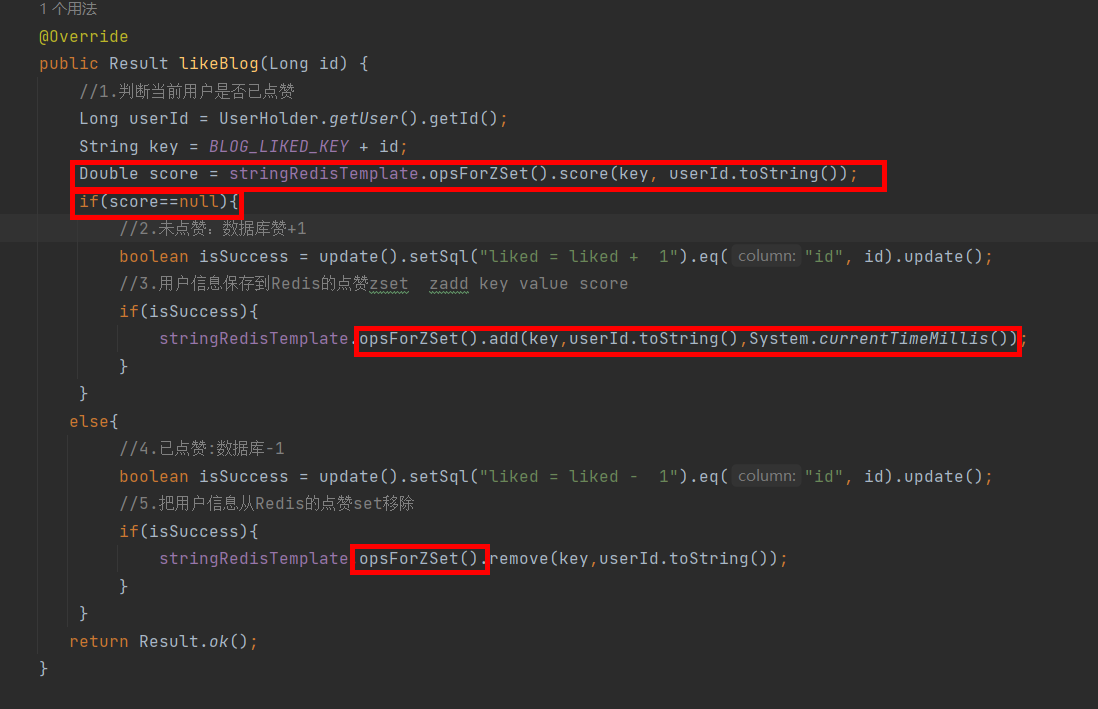 1 个用法
@Override
public Result likeBlog(Long id) {
//1.判断当前用户是否已点赞
Long userId = UserHolder.getUser().getId();
String key = BLOG_LIKED_KEY + id;
Double score = stringRedisTemplate.opsForZSet().score(key, userId.toString());
if(score==null){
//2.未点赞：数据库赞+1
boolean isSuccess = update().setSql("liked = liked +  1").eq( column: "id", id).update();
//3.用户信息保存到Redis的点赞zset  zadd key value score
if(isSuccess){
stringRedisTemplate.opsForZSet().add(key,userId.toString(),System.currentTimeMillis());
}
}
else{
//4.已点赞:数据库-1
boolean isSuccess = update().setSql("liked = liked -  1").eq( column: "id", id).update();
//5.把用户信息从Redis的点赞set移除
if(isSuccess){
stringRedisTemplate.opsForZSet().remove(key,userId.toString());
}
}
return Result.ok();
}